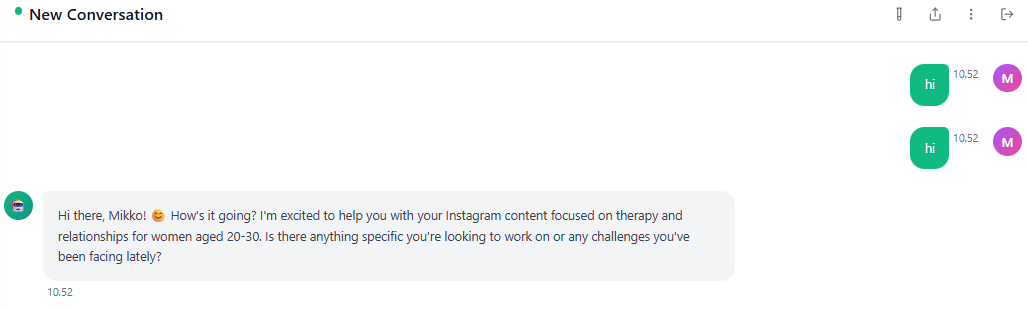 New Conversation
hi
10.52
M
hi
10.52
M
Hi there, Mikko! 😊 How's it going? I'm excited to help you with your Instagram content focused on therapy and
relationships for women aged 20-30. Is there anything specific you're looking to work on or any challenges you've
been facing lately?
10.52